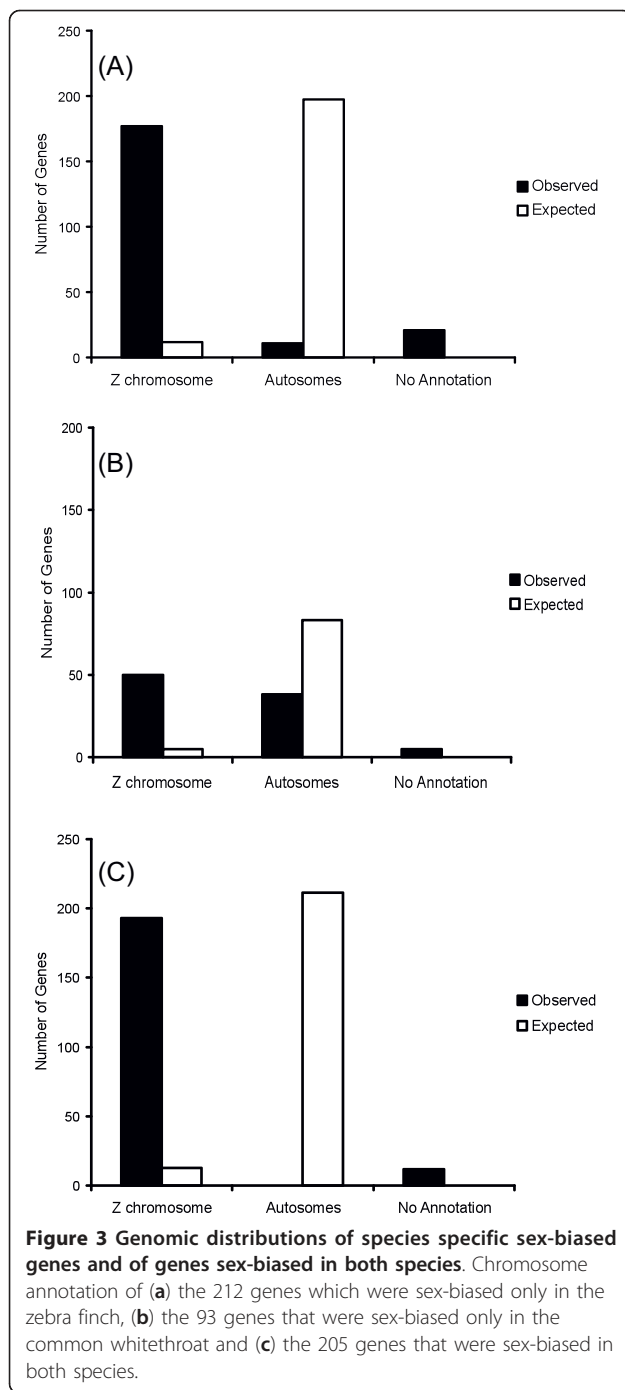 250
(A)
200
150
100
50
0
Number of Genes
Observed
Expected
Z chromosome Autosomes No Annotation
200
(B)
150
100
50
0
Number of Genes
Observed
Expected
Z chromosome Autosomes No Annotation
250
(C)
200
150
100
50
0
Number of Genes
Observed
Expected
Z chromosome Autosomes No Annotation
Figure 3 Genomic distributions of species specific sex-biased
genes and of genes sex-biased in both species. Chromosome
annotation of (a) the 212 genes which were sex-biased only in the
zebra finch, (b) the 93 genes that were sex-biased only in the
common whitethroat and (c) the 205 genes that were sex-biased in
both species.